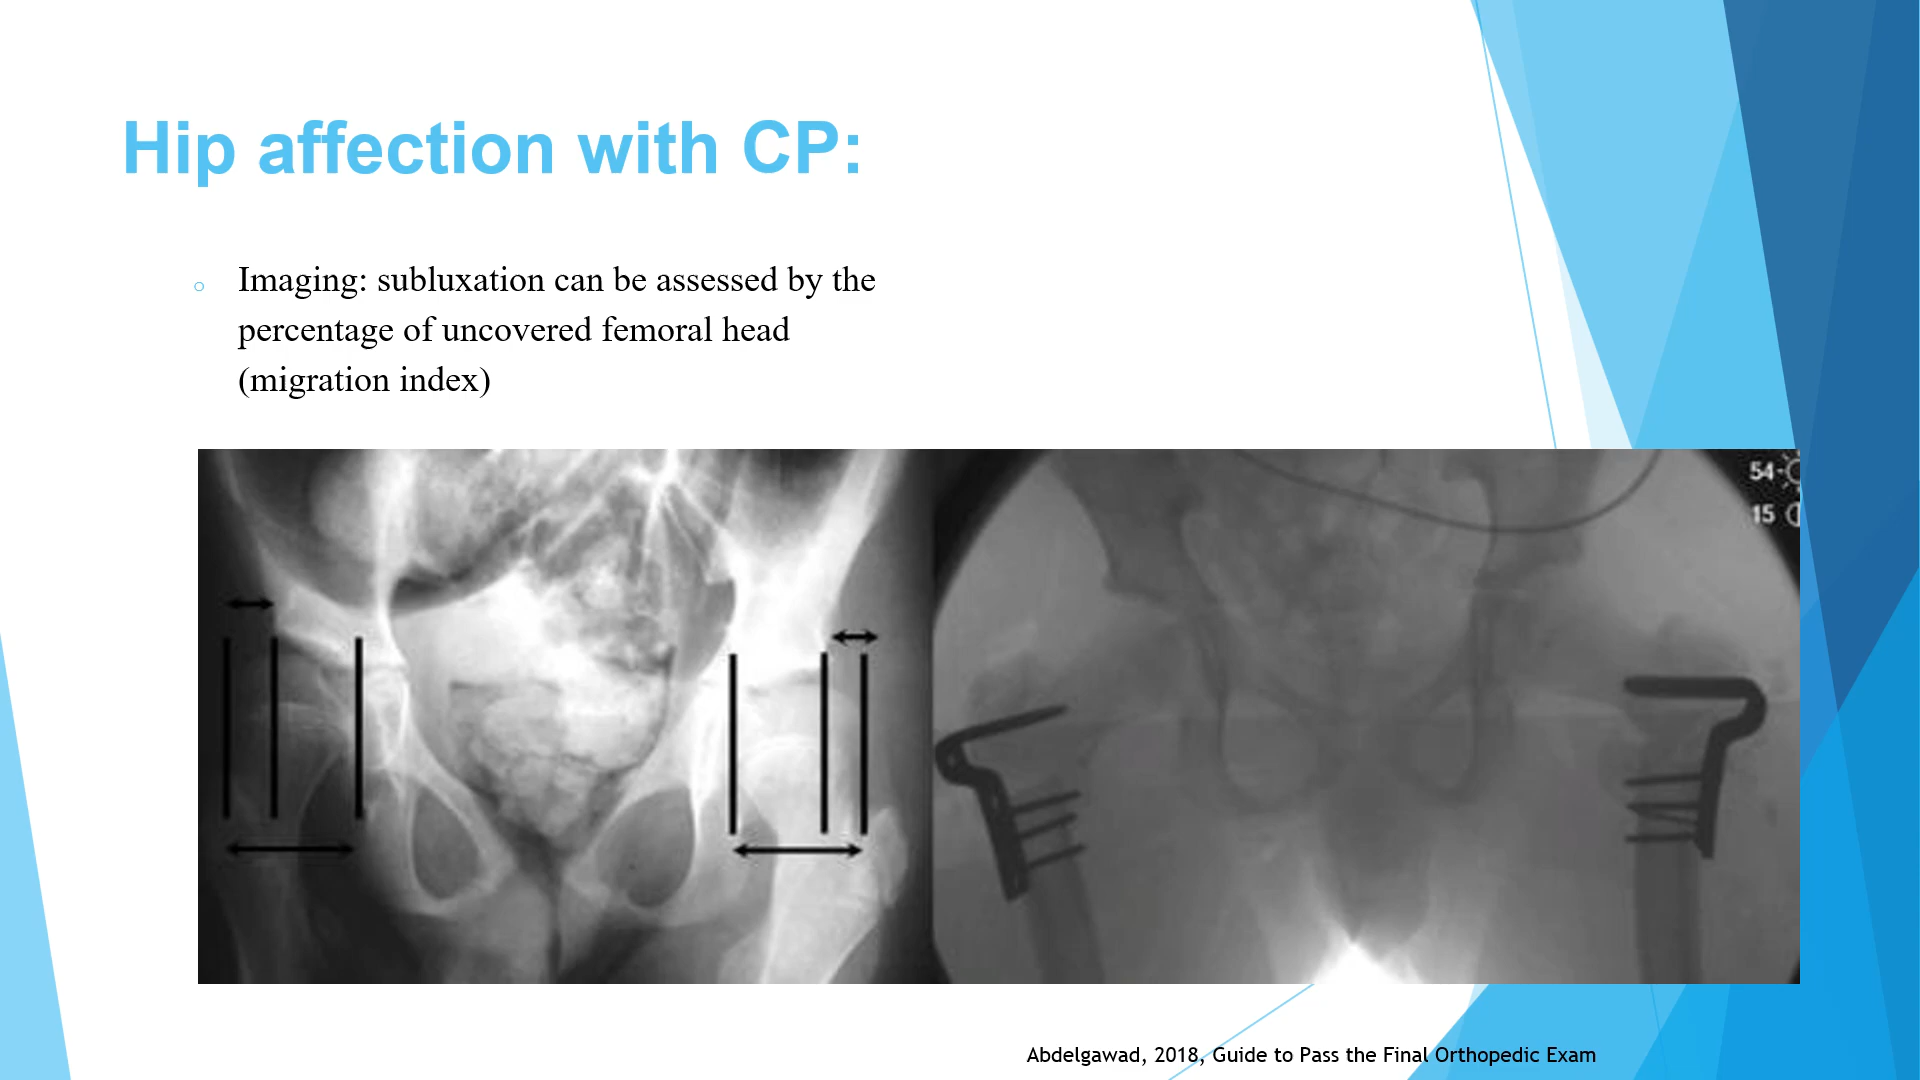 Hip affection with CP:
Imaging: subluxation can be assessed by the
percentage of uncovered femoral head
(migration index)
54
15
Abdelgawad, 2018, Guide to Pass the Final Orthopedic Exam